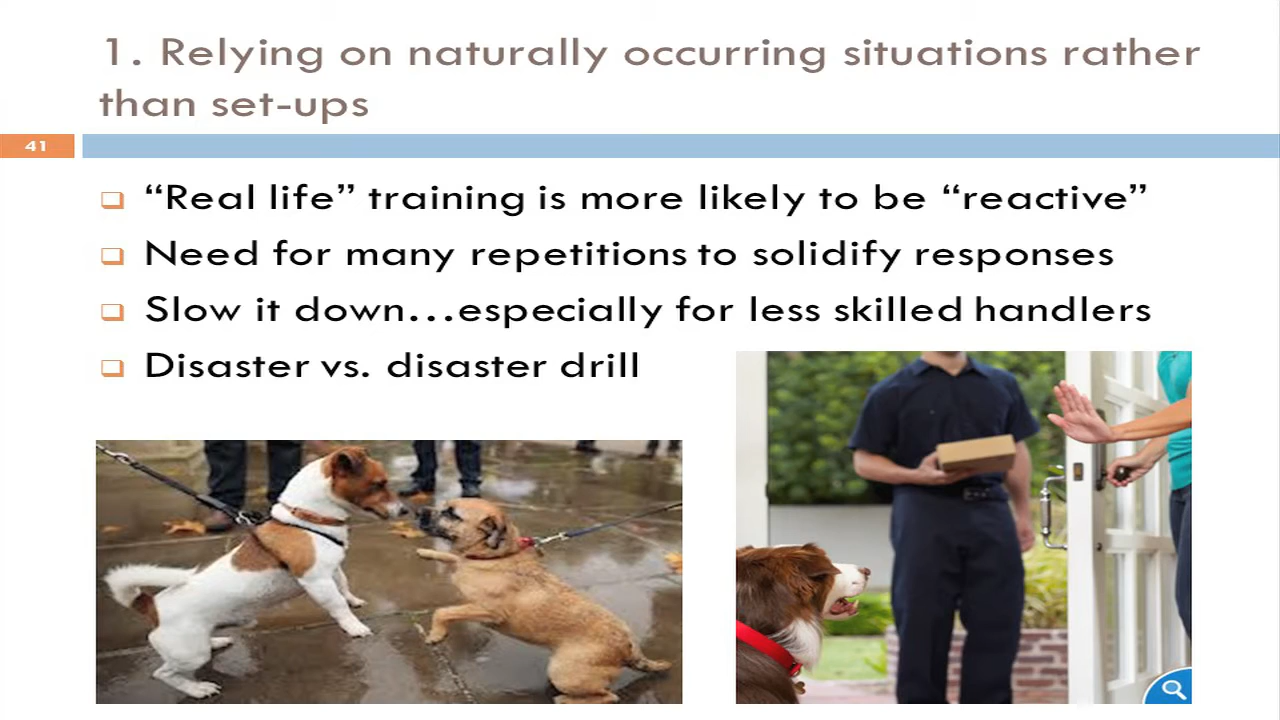 1. Relying on naturally occurring situations rather
than set-ups
41
“Real life” training is more likely to be “reactive”
Need for many repetitions to solidify responses
Slow it down...especially for less skilled handlers
Disaster vs. disaster drill